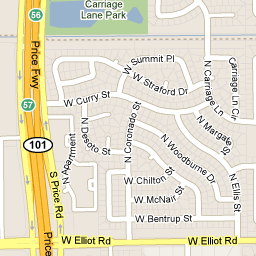 Carriage
Lane Park
56
Price Fwy
W Summit Pl
W Straford Dr
Carriage Ln Cir
N Carriage Ln
57
W Curry St
N Margate St
101
N Desoto St
N Coronado St
N Apartment
N Woodburne Dr
S Price Rd
W Chilton St
N Ellis St
W McNair St
W Bentrup St
Price
W Elliot Rd
W Elliot Rd